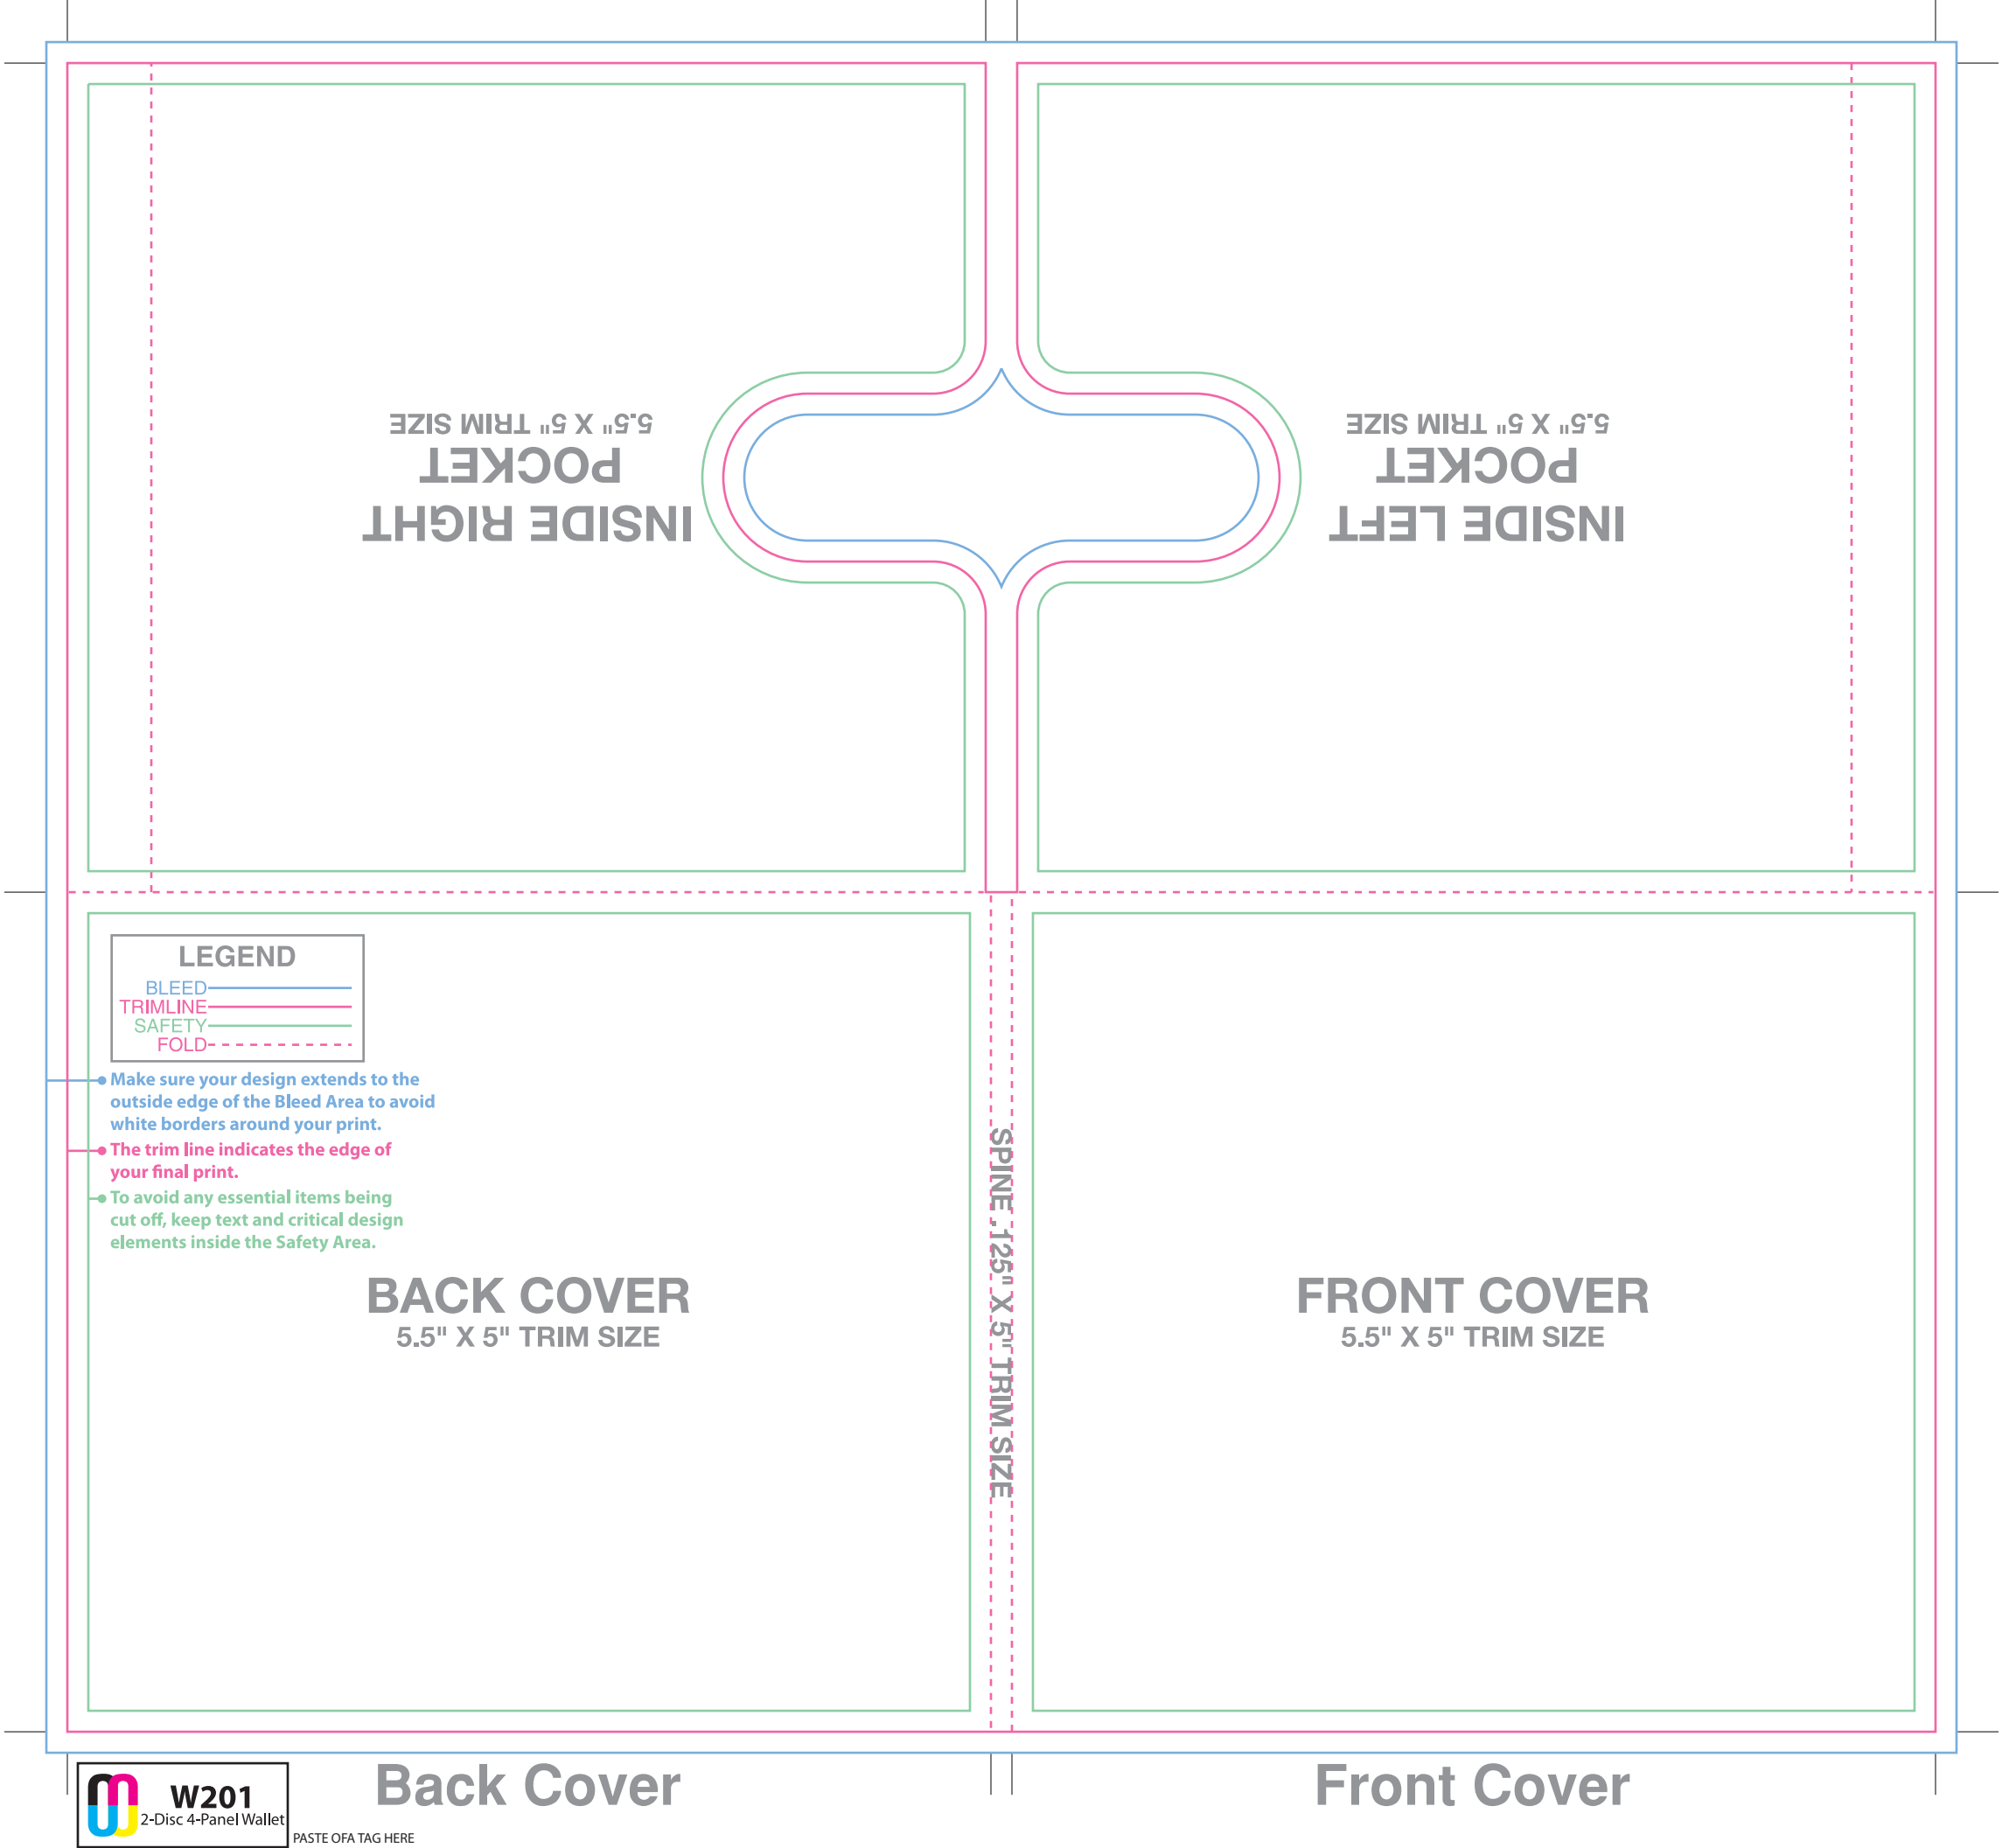 INSIDE RIGHT
POCKET
5.5" X 5" TRIM SIZE
INSIDE LEFT
POCKET
5.5" X 5" TRIM SIZE
LEGEND
BLEED
TRIMLINE
SAFETY
FOLD
Make sure your design extends to the
outside edge of the Bleed Area to avoid
white borders around your print.
The trim line indicates the edge of
your final print.
To avoid any essential items being
cut off, keep text and critical design
elements inside the Safety Area.
BACK COVER
5.5" X 5" TRIM SIZE
SPINE .125" X 5" TRIM SIZE
FRONT COVER
5.5" X 5" TRIM SIZE
Back Cover
Front Cover
W201
2-Disc 4-Panel Wallet
PASTE OFA TAG HERE